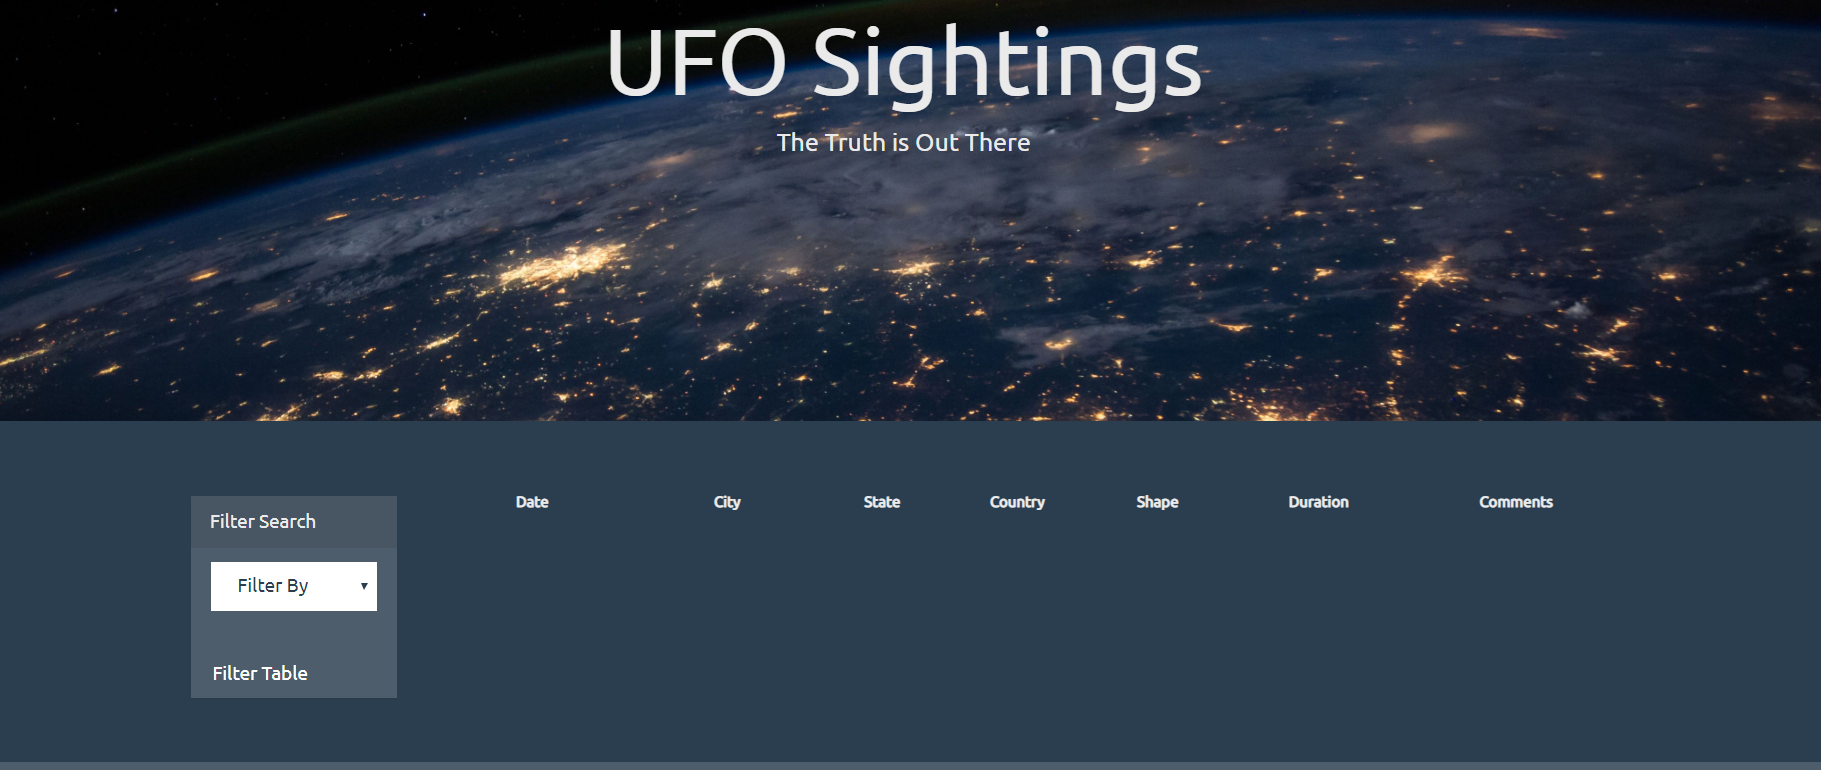 UFO Sightings
The Truth is Out There
Filter Search
Filter By
Filter Table
Date City State Country Shape Duration Comments